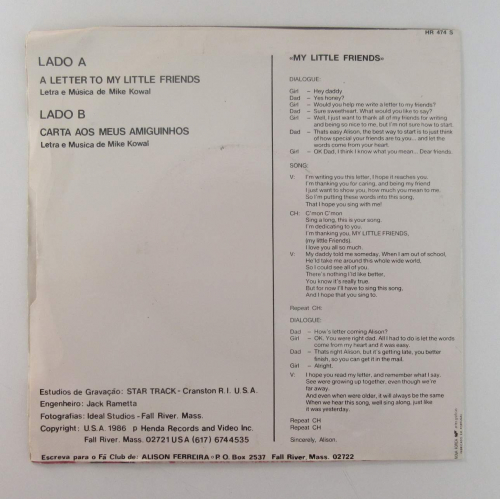 HR 474 S
LADO A
A LETTER TO MY LITTLE FRIENDS
Letra e Música de Mike Kowal
LADO B
CARTA AOS MEUS AMIGUINHOS
Letra e Musica de Mike Kowal
Estudios de Gravação: STAR TRACK - Cranston R.I. U.S.A.
Engenheiro: Jack Rametta
Fotografias: Ideal Studios - Fall River. Mass.
Copyright: U.S.A. 1986 p Henda Records and Video Inc.
Fall River. Mass. 02721 USA (617) 6744535
Escreva para o Fá Club de: ALISON FERREIRA = P.O. Box 2537 Fall River, Mass. 02722
«MY LITTLE FRIENDS«
DIALOGUE:
Girl – Hey daddy
Dad – Yes honey?
Girl – Would you help me write a letter to my friends?
Dad – Sure sweetheart. What would you like to say?
Girl – Well, I just want to thank all of my friends for writing
and being so nice to me, but I'm not sure how to start.
Dad – Thats easy Alison, the best way to start is to just think
of how special your friends are to you... and let the
words come from your heart.
Girl – OK Dad, I think I know what you mean... Dear friends.
SONG:
V: I'm writing you this letter, I hope it reaches you.
I'm thanking you for caring, and being my friend
I just want to show you, how much you mean to me.
So I'm putting these words into this song,
That I hope you sing with me!
CH: C'mon C'mon
Sing a long, this is your song.
I'm dedicating to you.
I'm thanking you, MY LITTLE FRIENDS,
(my little Friends).
I love you all so much.
V: My daddy told me someday, When I am out of school,
He'ld take me around this whole wide world,
So I could see all of you.
There's nothing I'ld like better,
You know it's really true.
But for now I'll have to sing this song,
And I hope that you sing to.
Repeat CH:
DIALOGUE:
Dad – How's letter coming Alison?
Girl – OK. You were right dad. All I had to do is let the words
come from my heart and it was easy.
Dad – Thats right Alison, but it's getting late, you better
finish, so you can get it in the mail.
Girl – Alright.
V: I hope you read my letter, and remember what I say.
See were growing up together, even though we're
far away.
And even when were older, it will always be the same
When we hear this song, well sing along, just like
it was yesterday.
Repeat CH
Repeat CH
Sincerely, Alison.